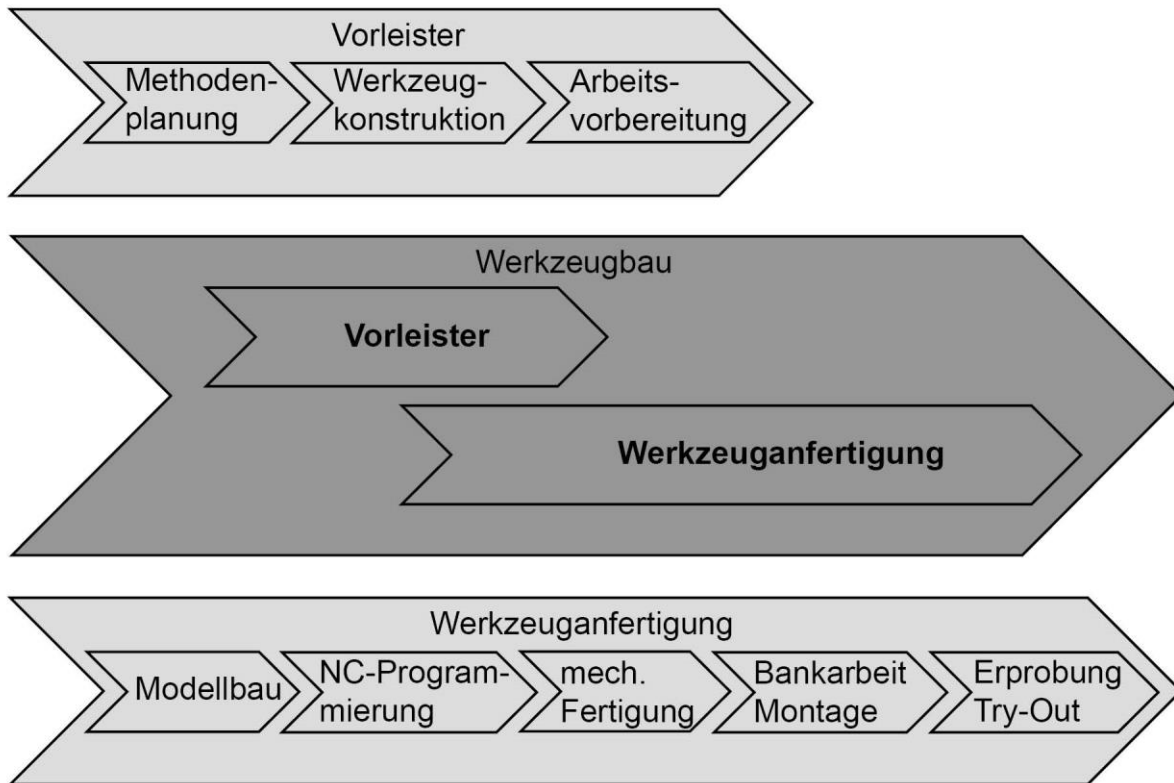 Vorleister
Methoden-
planung
Werkzeug-
konstruktion
Arbeits-
vorbereitung
Werkzeugbau
Vorleister
Werkzeuganfertigung
Werkzeuganfertigung
Modellbau
NC-Program-
mierung
mech.
Fertigung
Bankarbeit
Montage
Erprobung
Try-Out